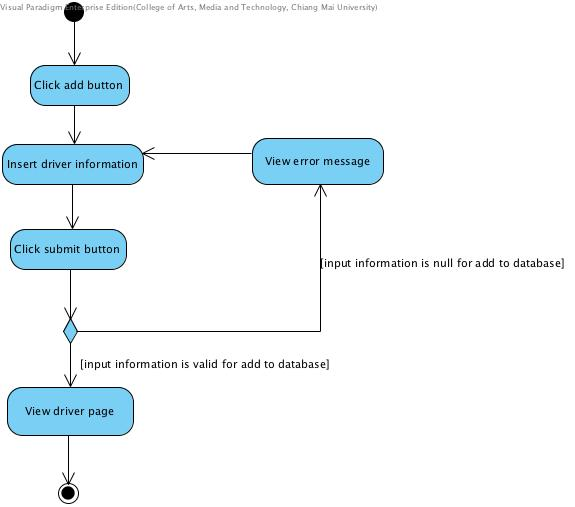 Visual Paradigm Enterprise Edition(College of Arts, Media and Technology, Chiang Mai University)
Click add button
Insert driver information
View error message
Click submit button
[input information is null for add to database]
[input information is valid for add to database]
View driver page